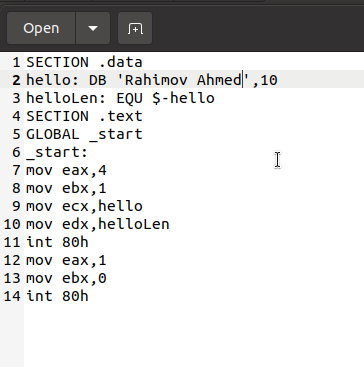 Open
1 SECTION .data
2 hello: DB 'Rahimov Ahmed',10
3 helloLen: EQU $-hello
4 SECTION .text
5 GLOBAL _start
6 _start:
7 mov eax,4
8 mov ebx,1
9 mov ecx,hello
10 mov edx,helloLen
11 int 80h
12 mov eax,1
13 mov ebx,0
14 int 80h